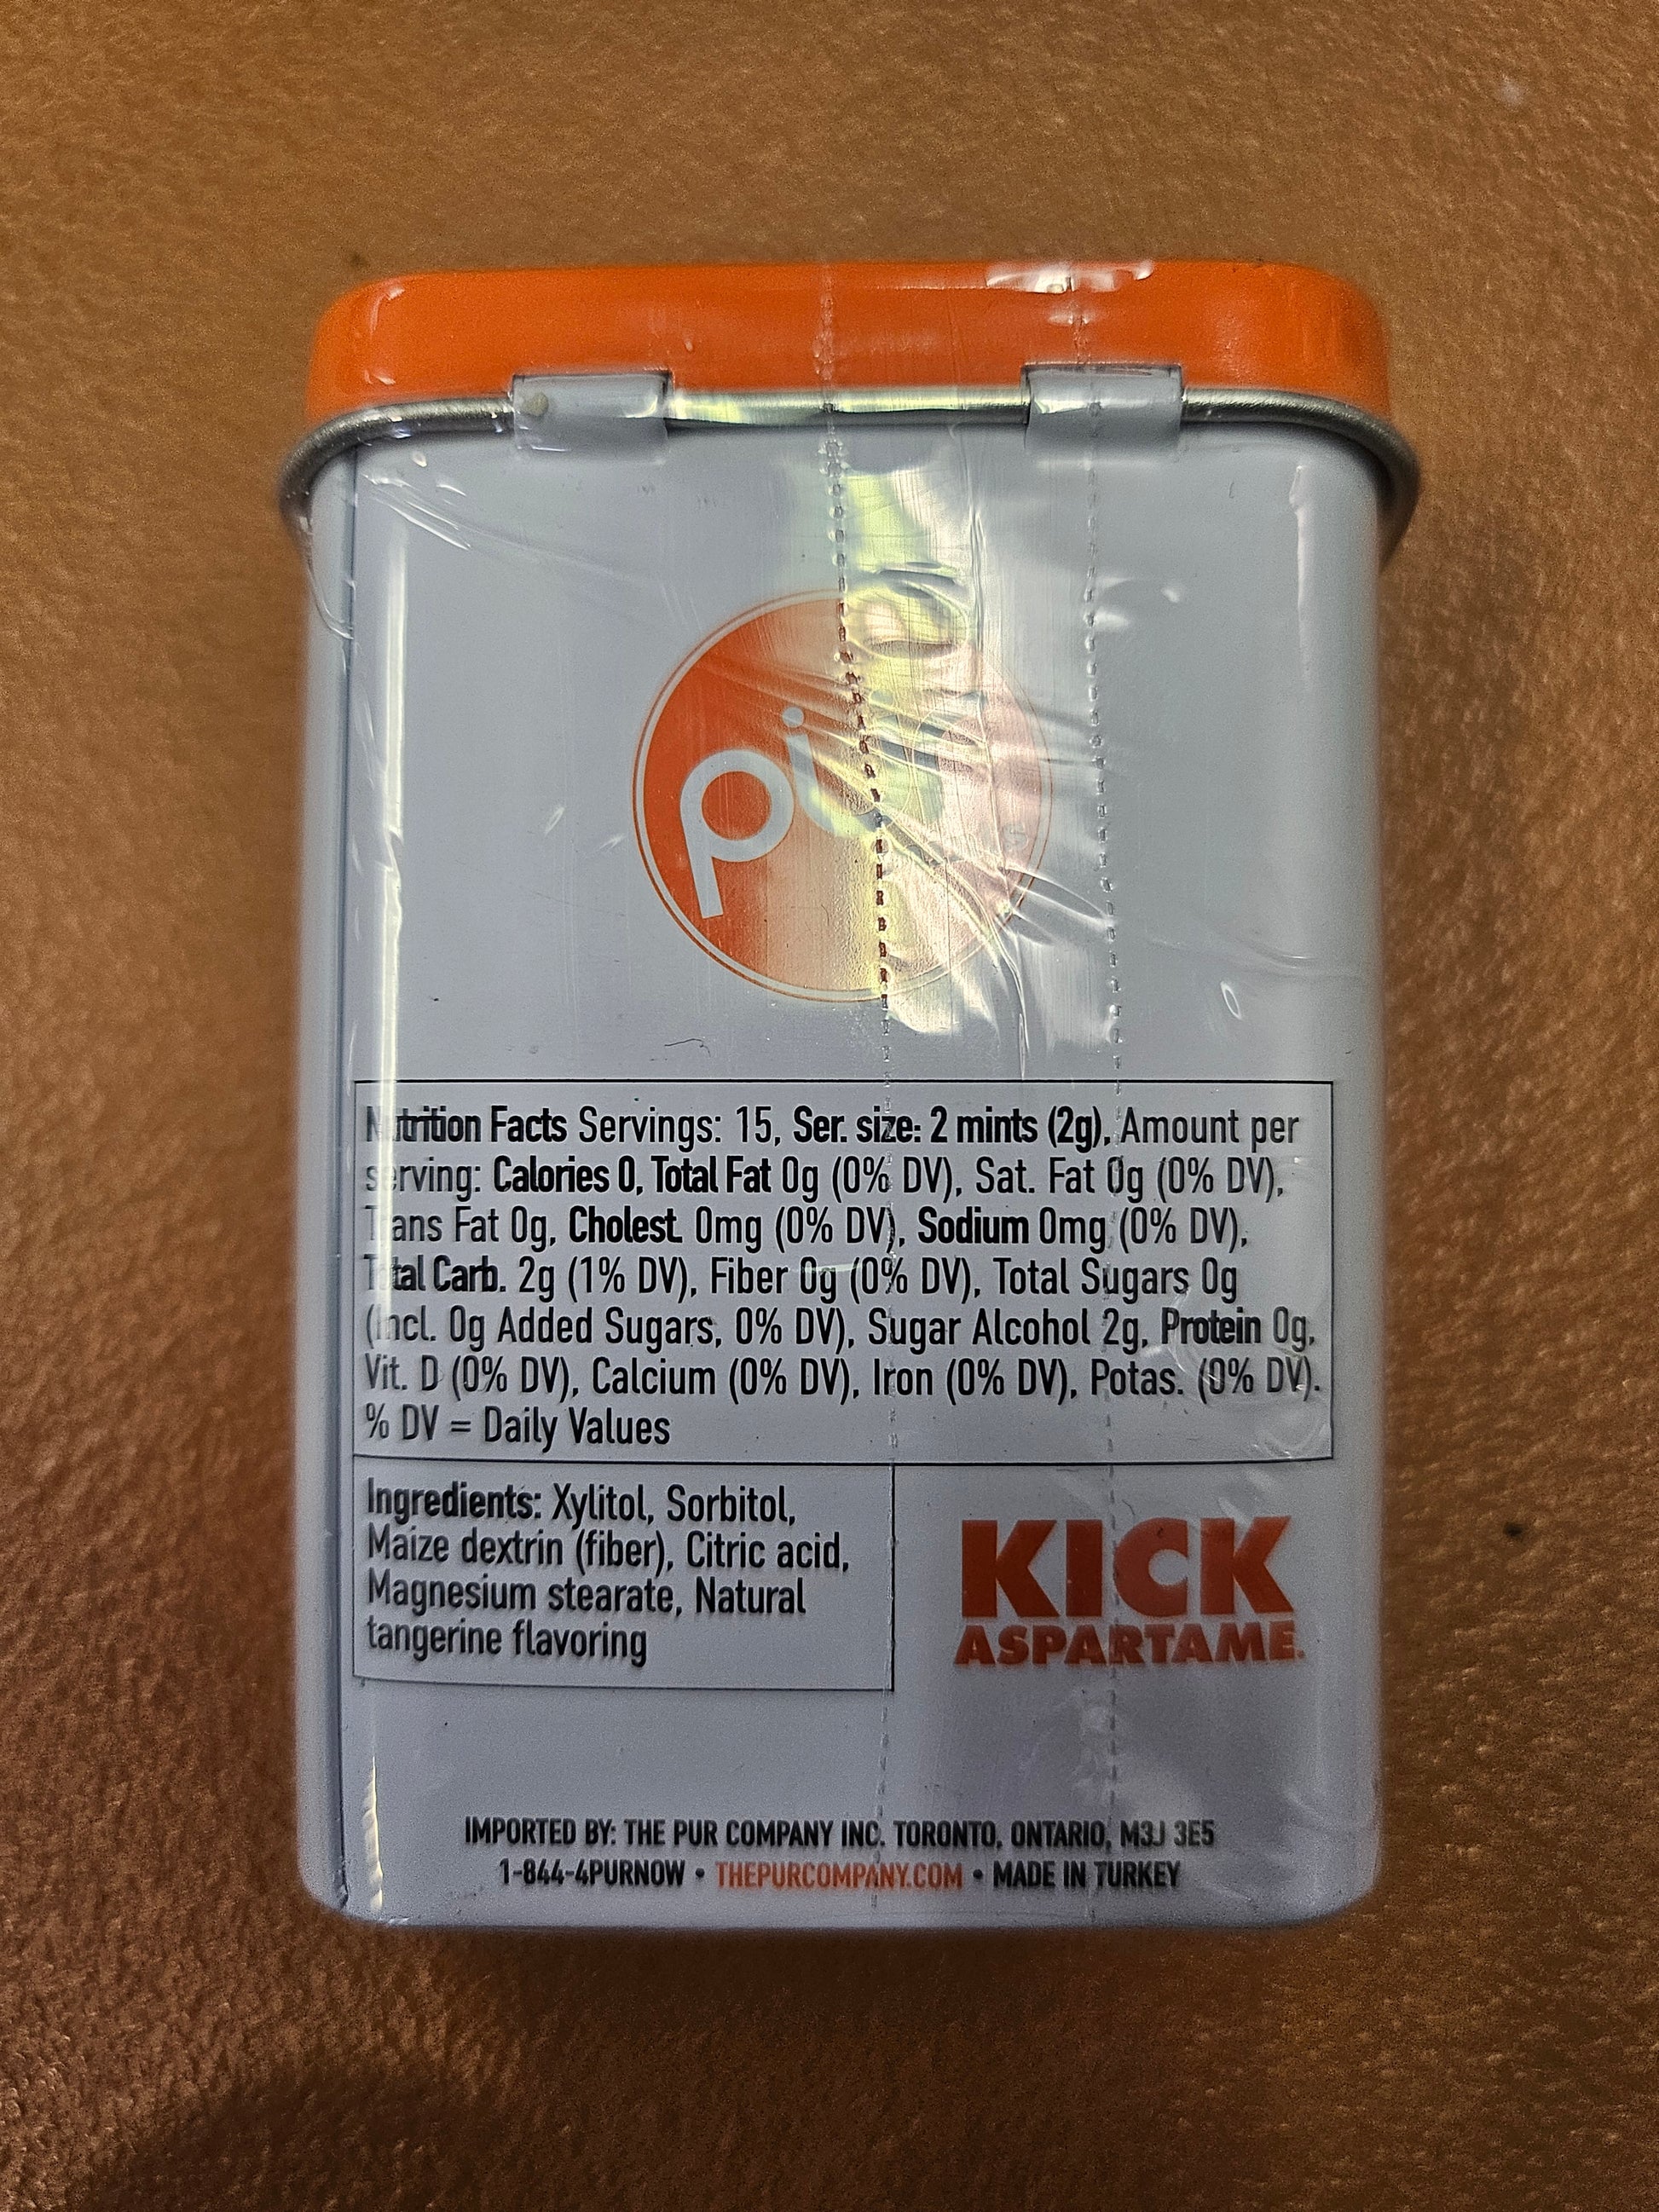 Nutrition Facts Servings: 15, Ser. size: 2 mints (2g), Amount per
serving: Calories 0, Total Fat 0g (0% DV), Sat. Fat 0g (0% DV),
Trans Fat 0g, Cholest. 0mg (0% DV), Sodium 0mg (0% DV),
Total Carb. 2g (1% DV), Fiber 0g (0% DV), Total Sugars 0g
(Incl. 0g Added Sugars, 0% DV), Sugar Alcohol 2g, Protein 0g,
Vit. D (0% DV), Calcium (0% DV), Iron (0% DV), Potas. (0% DV).
% DV = Daily Values
Ingredients: Xylitol, Sorbitol,
Maize dextrin (fiber), Citric acid,
Magnesium stearate, Natural
tangerine flavoring
KICK
ASPARTAME.
IMPORTED BY: THE PUR COMPANY INC. TORONTO, ONTARIO, M3J 3E5
1-844-4PURNOW • THEPURCOMPANY.COM • MADE IN TURKEY